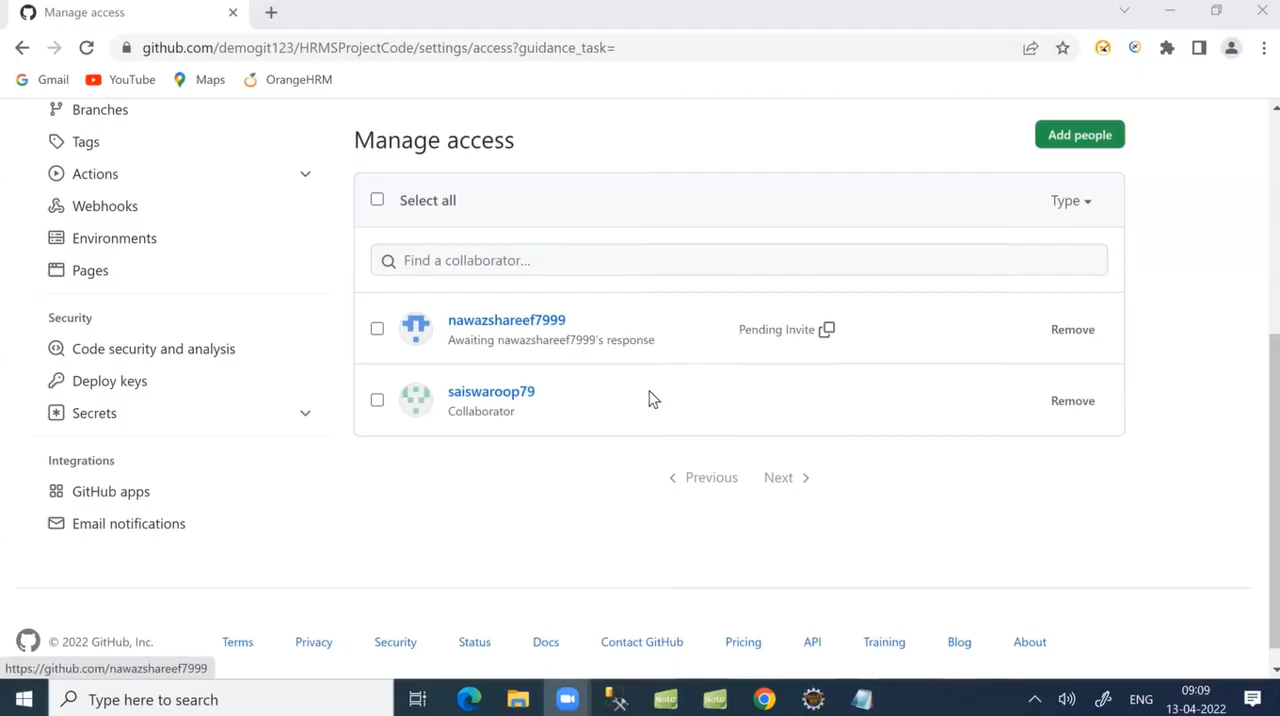 Manage access
github.com/demogit123/HRMSProjectCode/settings/access?guidance_task=
Gmail YouTube Maps OrangeHRM
Branches
Tags
Actions
Webhooks
Environments
Pages
Security
Code security and analysis
Deploy keys
Secrets
Integrations
GitHub apps
Email notifications
Manage access
Add people
Select all
Type
Find a collaborator...
nawazshareef7999
Awaiting nawazshareef7999's response
Pending Invite
Remove
saiswaroop79
Collaborator
Remove
Previous Next
© 2022 GitHub, Inc. Terms Privacy Security Status Docs Contact GitHub Pricing API Training Blog About
https://github.com/nawazshareef7999
Type here to search
ENG
09:09
13-04-2022